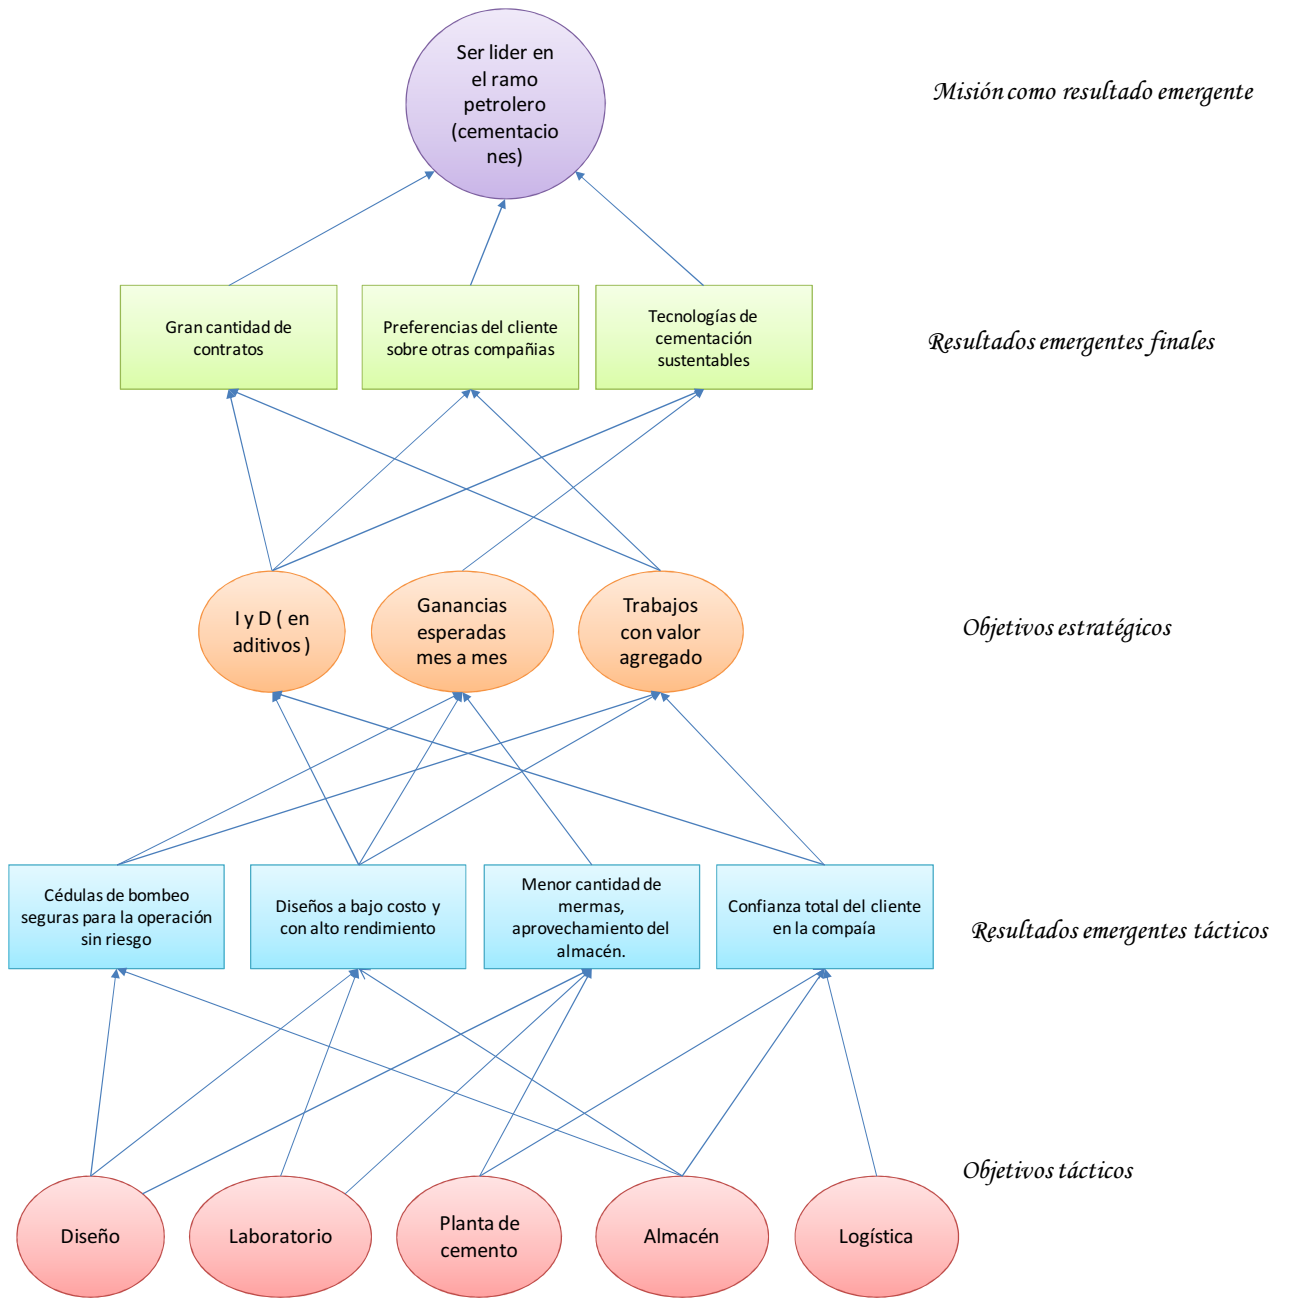 Ser lider en
el ramo
petrolero
(cementacio
nes)
Misión como resultado emergente
Gran cantidad de
contratos
Preferencias del cliente
sobre otras compañias
Tecnologías de
cementación
sustentables
Resultados emergentes finales
I y D ( en
aditivos )
Ganancias
esperadas
mes a mes
Trabajos
con valor
agregado
Objetivos estratégicos
Cédulas de bombeo
seguras para la operación
sin riesgo
Diseños a bajo costo y
con alto rendimiento
Menor cantidad de
mermas,
aprovechamiento del
almacén.
Confianza total del cliente
en la compaía
Resultados emergentes tácticos
Objetivos tácticos
Diseño
Laboratorio
Planta de
cemento
Almacén
Logística